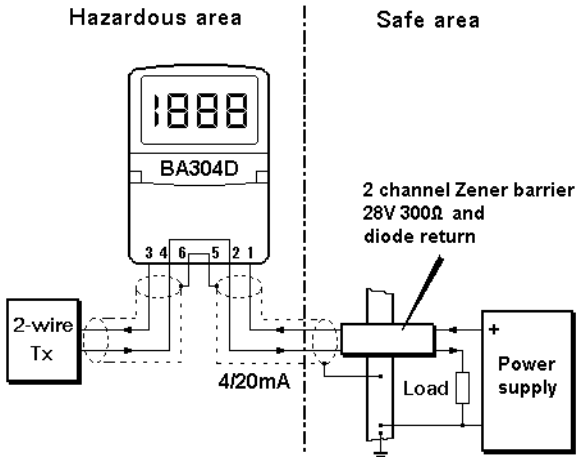 Hazardous area
Safe area
1888
BA304D
3 4 6 5 2 1
2 channel Zener barrier
28V 300Ω and
diode return
2-wire
Tx
4/20mA
Load
+
Power
supply